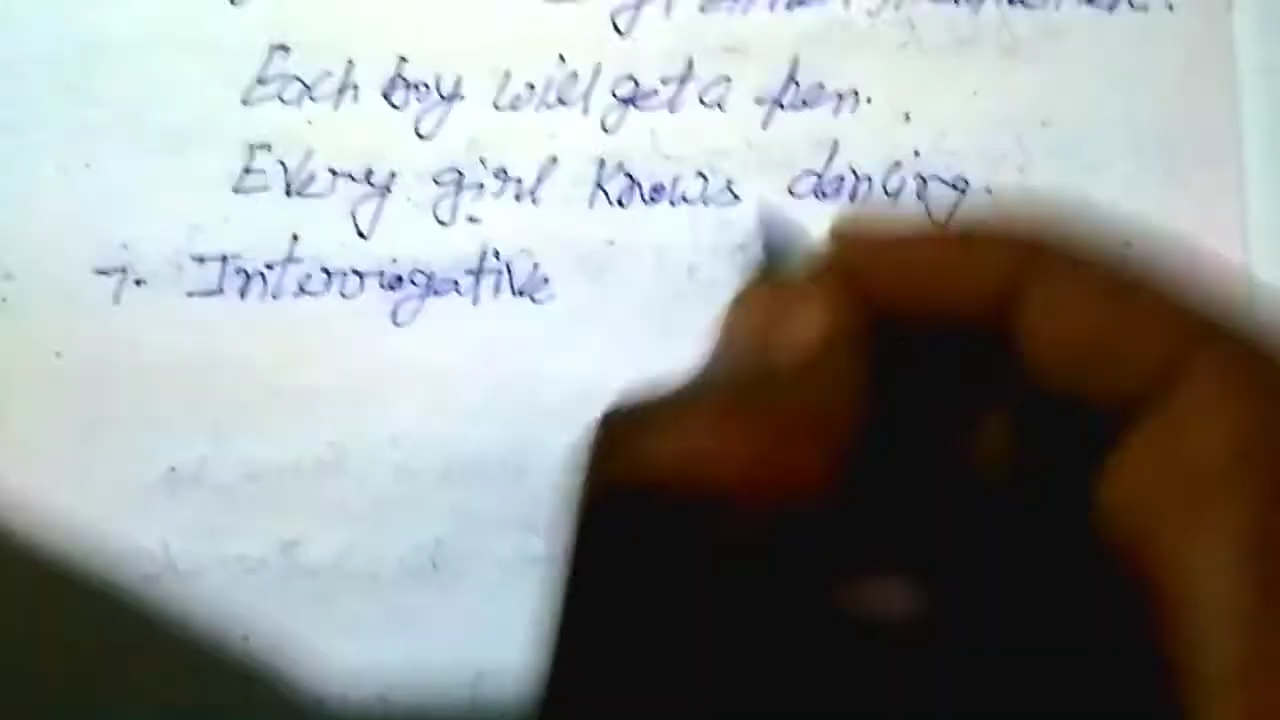 Each boy will get a pen.
Every girl knows dancing.
7. Interrogative